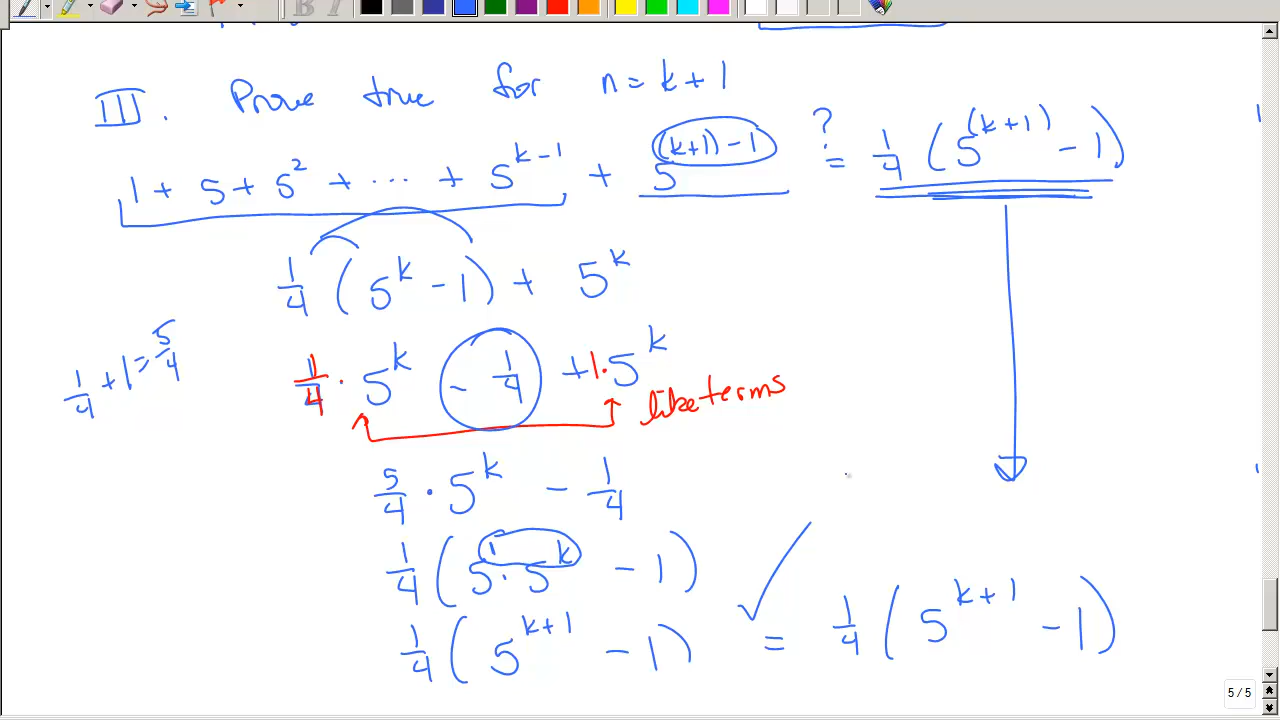 III. Prove true for n = k + 1
1 + 5 + 5² + ... + 5^(k-1) + 5^((k+1)-1) ?= 1/4 (5^((k+1)) - 1)
1/4 (5^k - 1) + 5^k
1/4 + 1 = 5/4
1/4 · 5^k - 1/4 + 1·5^k
like terms
5/4 · 5^k - 1/4
1/4 (5^1 · 5^k - 1)
1/4 (5^(k+1) - 1) = 1/4 (5^(k+1) - 1) ✓
5 / 5